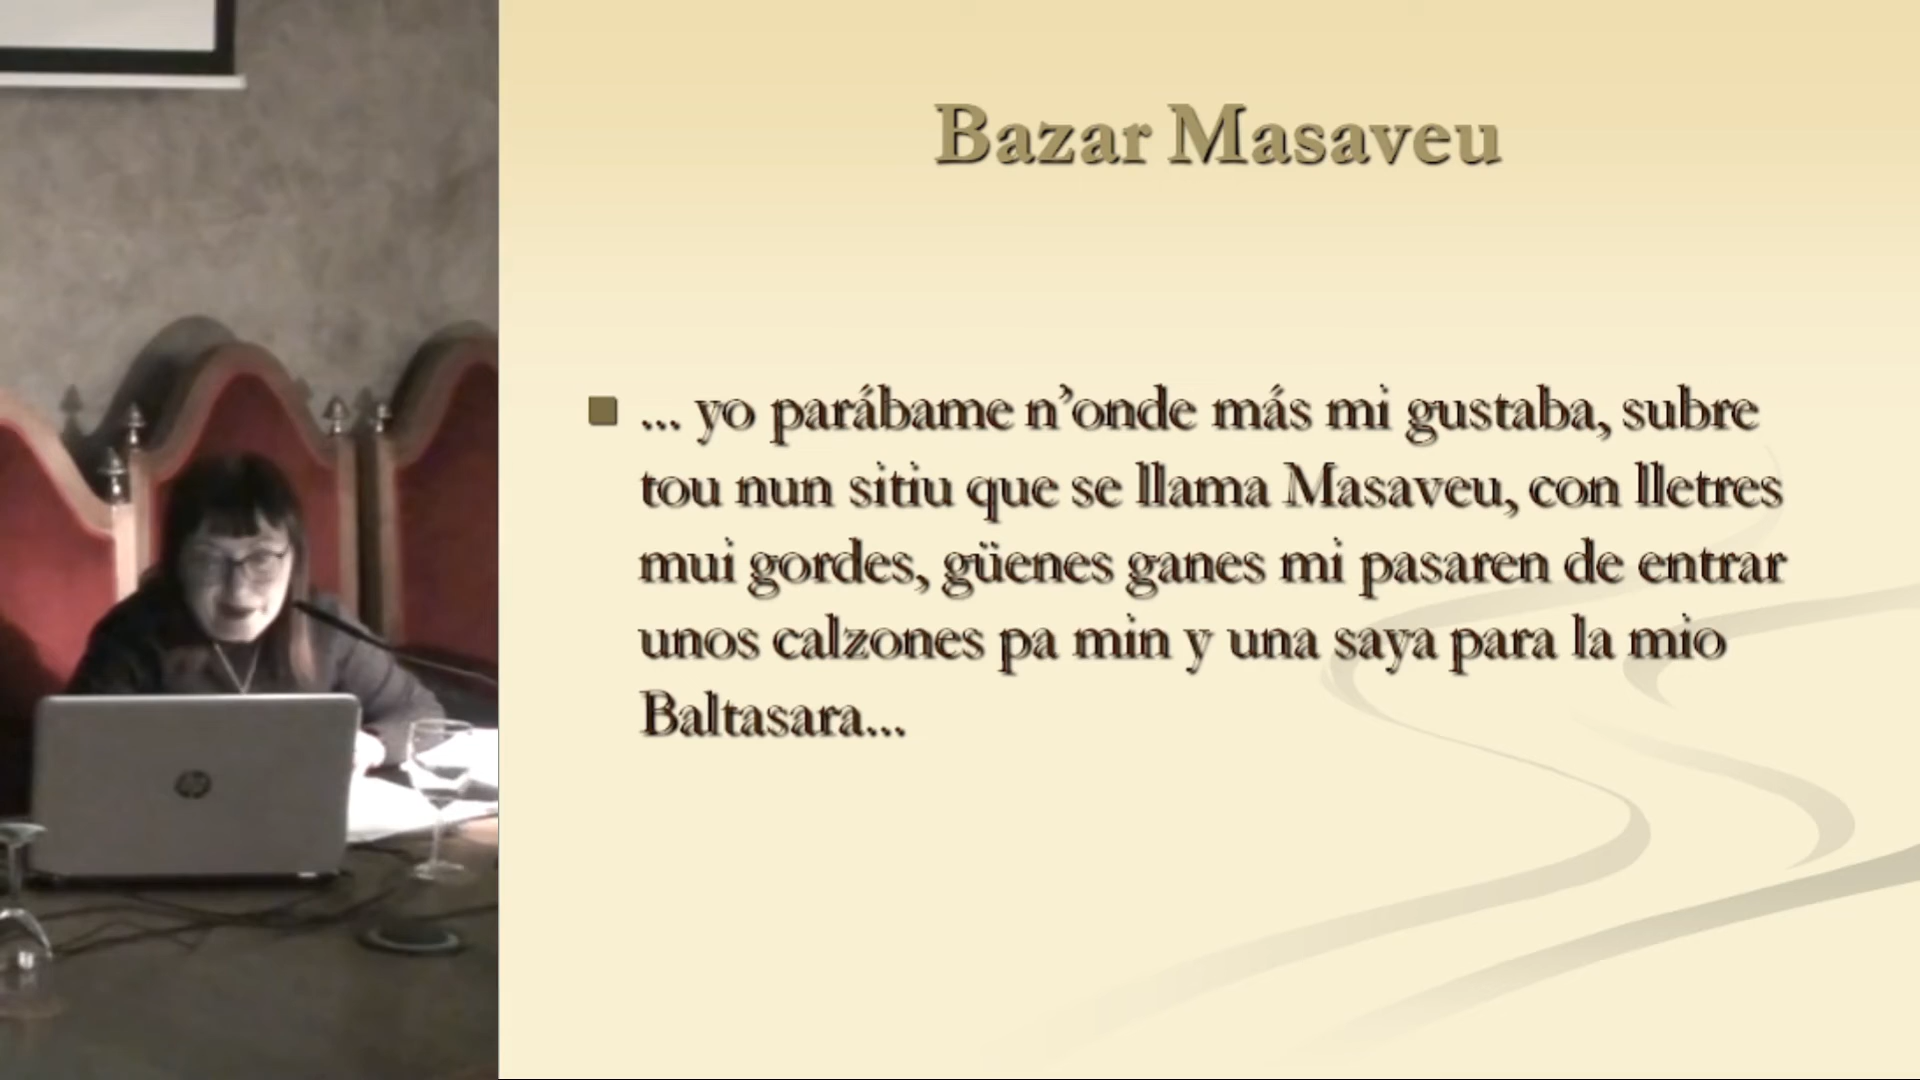 Bazar Masaveu
... yo parábame n’onde más mi gustaba, subre
tou nun sitiu que se llama Masaveu, con lletres
mui gordes, güenes ganes mi pasaren de entrar
unos calzones pa min y una saya para la mio
Baltasara...
hp